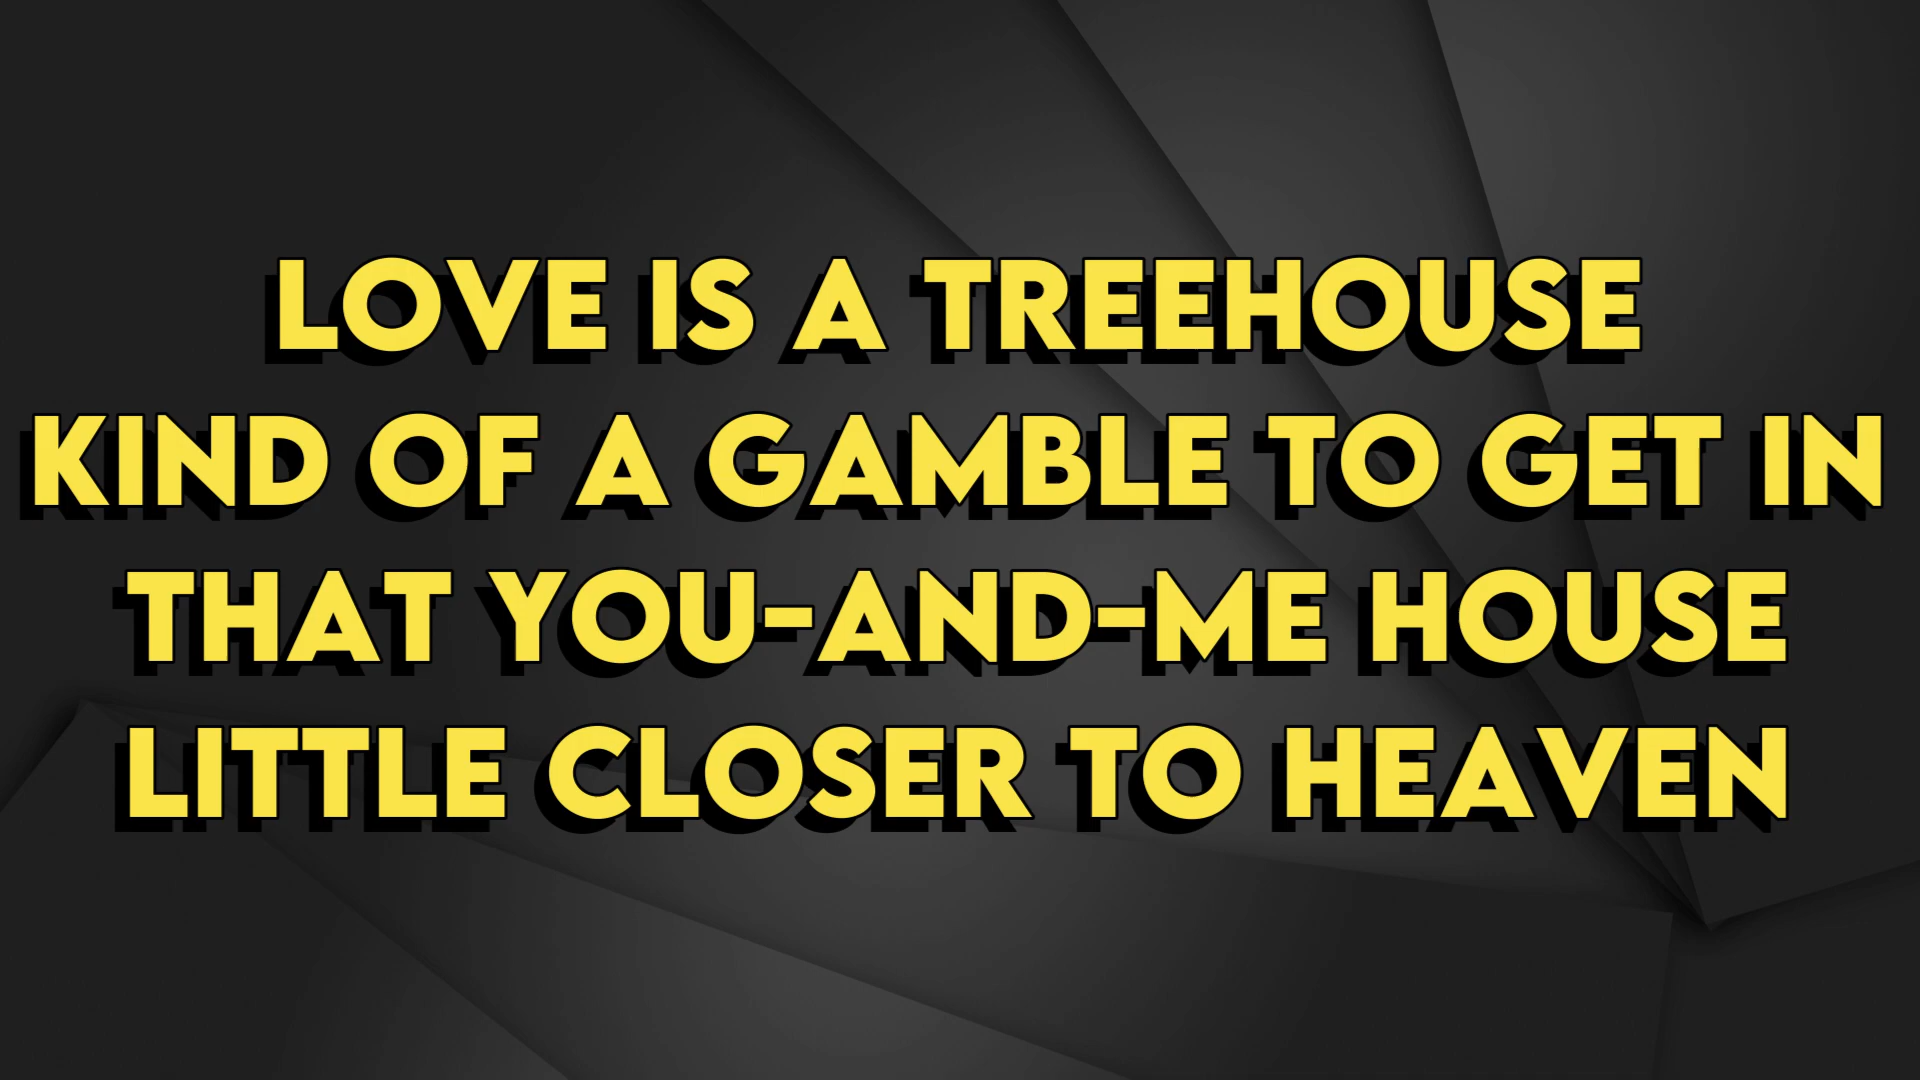 LOVE IS A TREEHOUSE
KIND OF A GAMBLE TO GET IN
THAT YOU-AND-ME HOUSE
LITTLE CLOSER TO HEAVEN